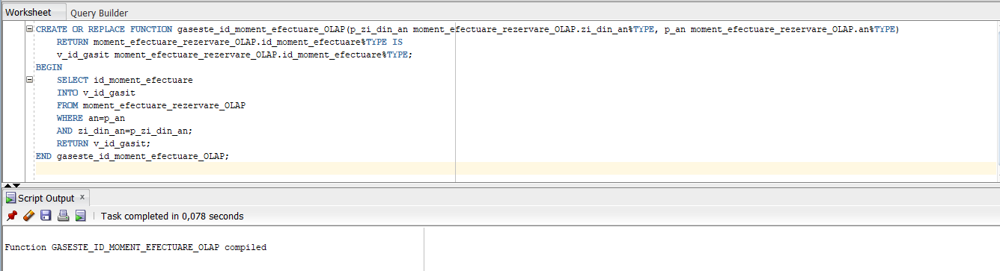 Worksheet Query Builder
CREATE OR REPLACE FUNCTION gaseste_id_moment_efectuare_OLAP(p_zi_din_an moment_efectuare_rezervare_OLAP.zi_din_an%TYPE, p_an moment_efectuare_rezervare_OLAP.an%TYPE)
RETURN moment_efectuare_rezervare_OLAP.id_moment_efectuare%TYPE IS
v_id_gasit moment_efectuare_rezervare_OLAP.id_moment_efectuare%TYPE;
BEGIN
SELECT id_moment_efectuare
INTO v_id_gasit
FROM moment_efectuare_rezervare_OLAP
WHERE an=p_an
AND zi_din_an=p_zi_din_an;
RETURN v_id_gasit;
END gaseste_id_moment_efectuare_OLAP;
Script Output x
Task completed in 0,078 seconds
Function GASESTE_ID_MOMENT_EFECTUARE_OLAP compiled